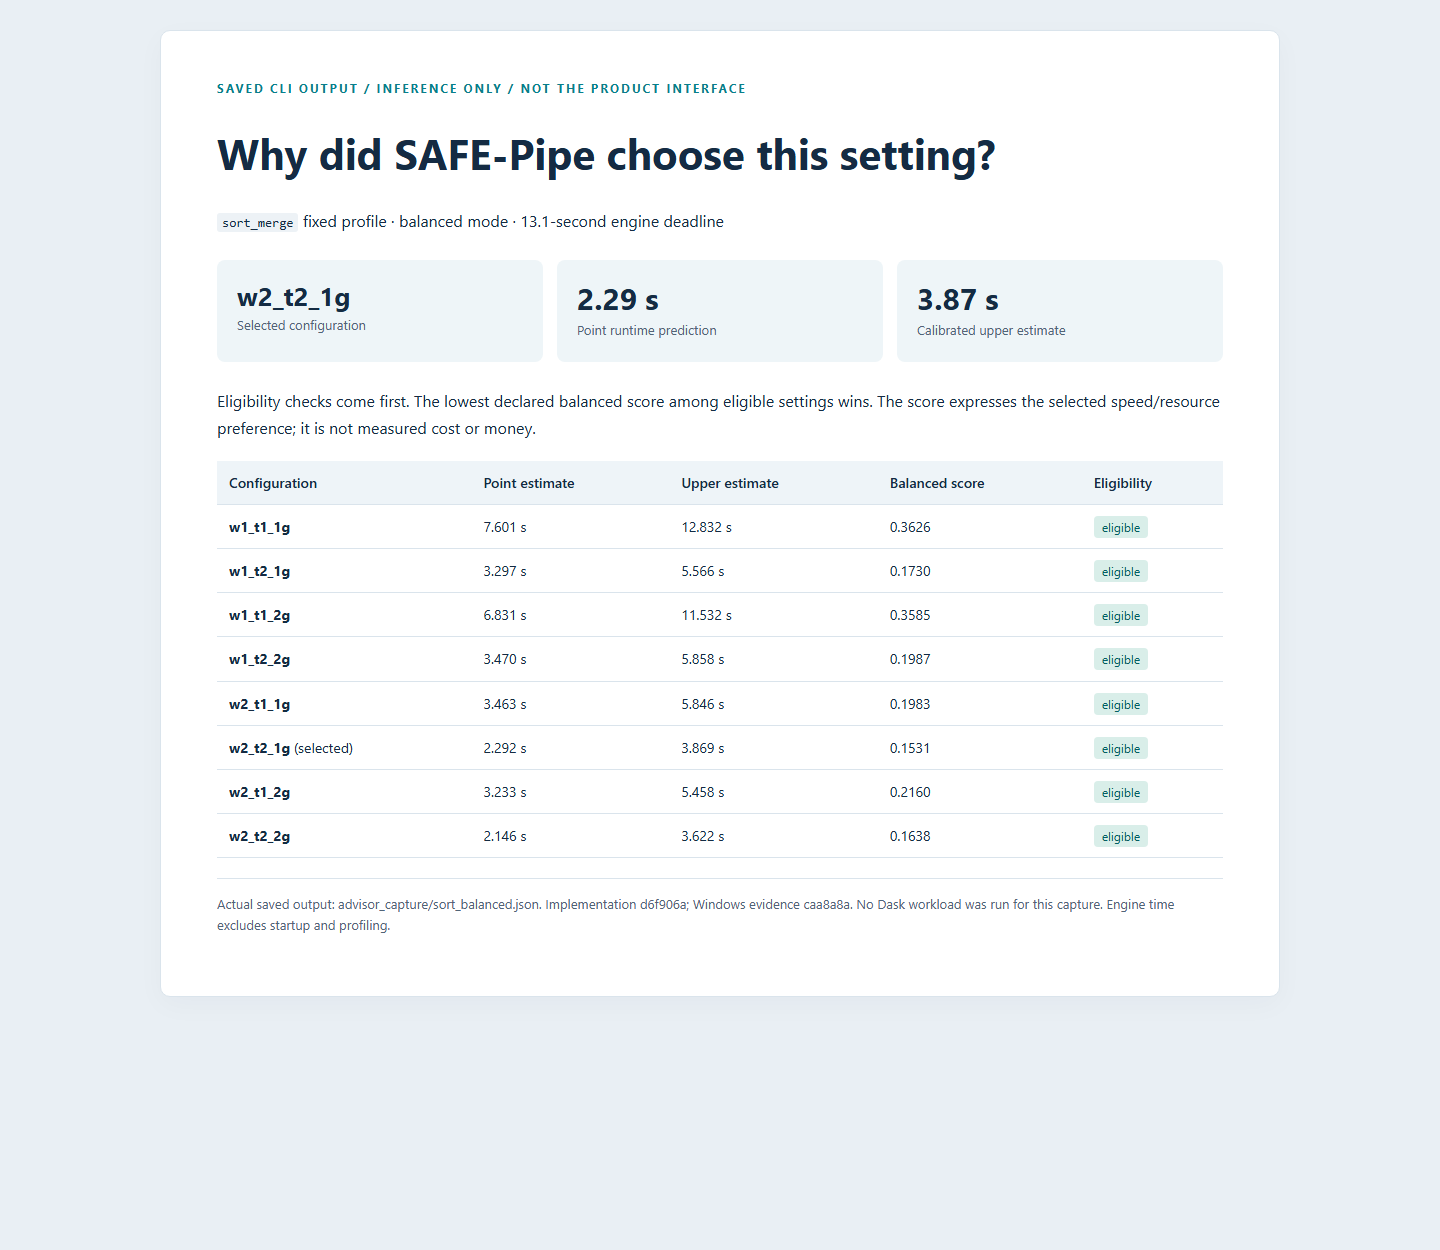 SAVED CLI OUTPUT / INFERENCE ONLY / NOT THE PRODUCT INTERFACE
Why did SAFE-Pipe choose this setting?
sort_merge fixed profile · balanced mode · 13.1-second engine deadline
w2_t2_1g
Selected configuration
2.29 s
Point runtime prediction
3.87 s
Calibrated upper estimate
Eligibility checks come first. The lowest declared balanced score among eligible settings wins. The score expresses the selected speed/resource
preference; it is not measured cost or money.
Configuration Point estimate Upper estimate Balanced score Eligibility
w1_t1_1g 7.601 s 12.832 s 0.3626 eligible
w1_t2_1g 3.297 s 5.566 s 0.1730 eligible
w1_t1_2g 6.831 s 11.532 s 0.3585 eligible
w1_t2_2g 3.470 s 5.858 s 0.1987 eligible
w2_t1_1g 3.463 s 5.846 s 0.1983 eligible
w2_t2_1g (selected) 2.292 s 3.869 s 0.1531 eligible
w2_t1_2g 3.233 s 5.458 s 0.2160 eligible
w2_t2_2g 2.146 s 3.622 s 0.1638 eligible
Actual saved output: advisor_capture/sort_balanced.json. Implementation d6f906a; Windows evidence caa8a8a. No Dask workload was run for this capture. Engine time
excludes startup and profiling.